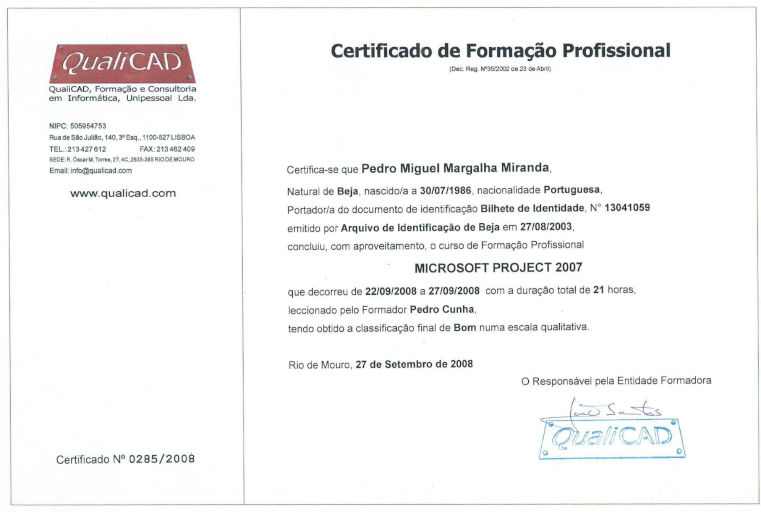 QualiCAD
QualiCAD, Formação e Consultoria
em Informática, Unipessoal Lda.
NIPC: 505954753
Rua de São Julião, 140, 3º Esq., 1100-527 LISBOA
TEL.: 213 427 612 FAX: 213 462 409
SEDE: R. Óscar M. Torres, 27, 4C, 2635-385 RIO DE MOURO
Email: info@qualicad.com
www.qualicad.com
Certificado Nº 0285/2008
Certificado de Formação Profissional
(Dec. Reg. Nº35/2002 de 23 de Abril)
Certifica-se que Pedro Miguel Margalha Miranda,
Natural de Beja, nascido/a a 30/07/1986, nacionalidade Portuguesa,
Portador/a do documento de identificação Bilhete de Identidade, Nº 13041059
emitido por Arquivo de Identificação de Beja em 27/08/2003,
concluiu, com aproveitamento, o curso de Formação Profissional
MICROSOFT PROJECT 2007
que decorreu de 22/09/2008 a 27/09/2008 com a duração total de 21 horas,
leccionado pelo Formador Pedro Cunha,
tendo obtido a classificação final de Bom numa escala qualitativa.
Rio de Mouro, 27 de Setembro de 2008
O Responsável pela Entidade Formadora
QualiCAD